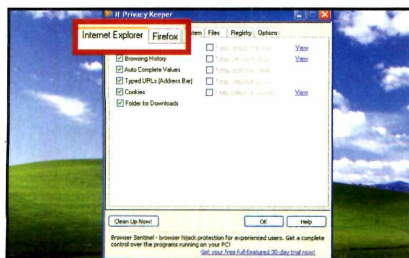 IE Privacy Keeper
Internet Explorer Firefox tem Files Registry Options
View
Browsing History View
Auto Complete Values
Typed URLs (Address Bar)
Cookies View
Folder for Downloads
Clean Up Now! OK Help
Browser Sentinel - browser hijack protection for experienced users. Get a complete
control over the programs running on your PC!
Get your free full-featured 30-day trial now!